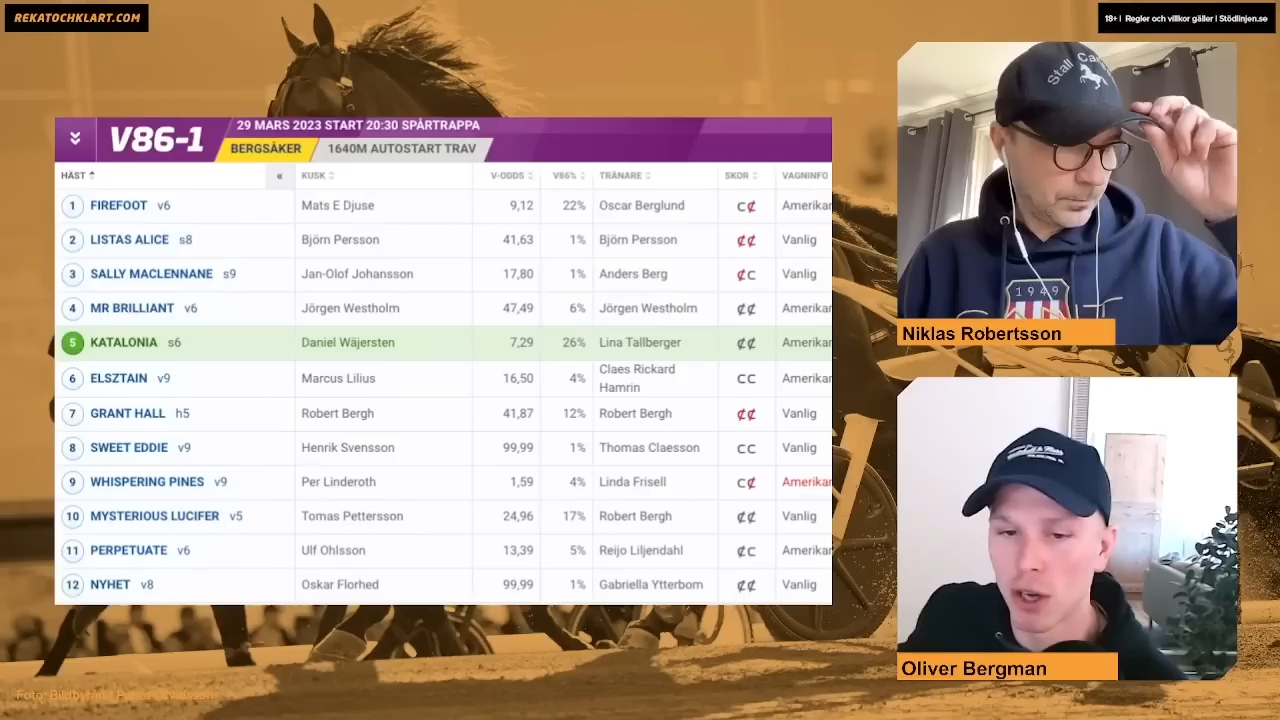 REKATOCHKLART.COM
18+ | Regler och villkor gäller | Stödlinjen.se
V86-1
29 MARS 2023 START 20:30 SPÅRTRAPPA
BERGSÅKER 1640M AUTOSTART TRAV
HÄST « KUSK V-ODDS V86% TRÄNARE SKOR VAGNINFO
1 FIREFOOT v6 Mats E Djuse 9,12 22% Oscar Berglund C₵ Amerikan
2 LISTAS ALICE s8 Björn Persson 41,63 1% Björn Persson ₵₵ Vanlig
3 SALLY MACLENNANE s9 Jan-Olof Johansson 17,80 1% Anders Berg ₵C Vanlig
4 MR BRILLIANT v6 Jörgen Westholm 47,49 6% Jörgen Westholm ₵₵ Amerikar
5 KATALONIA s6 Daniel Wäjersten 7,29 26% Lina Tallberger ₵₵ Amerikar
6 ELSZTAIN v9 Marcus Lilius 16,50 4% Claes Rickard Hamrin CC Amerikar
7 GRANT HALL h5 Robert Bergh 41,87 12% Robert Bergh ₵₵ Vanlig
8 SWEET EDDIE v9 Henrik Svensson 99,99 1% Thomas Claesson CC Vanlig
9 WHISPERING PINES v9 Per Linderoth 1,59 4% Linda Frisell C₵ Amerikar
10 MYSTERIOUS LUCIFER v5 Tomas Pettersson 24,96 17% Robert Bergh ₵₵ Vanlig
11 PERPETUATE v6 Ulf Ohlsson 13,39 5% Reijo Liljendahl ₵C Amerikar
12 NYHET v8 Oskar Florhed 99,99 1% Gabriella Ytterbom ₵₵ Vanlig
1949
Niklas Robertsson
Oliver Bergman